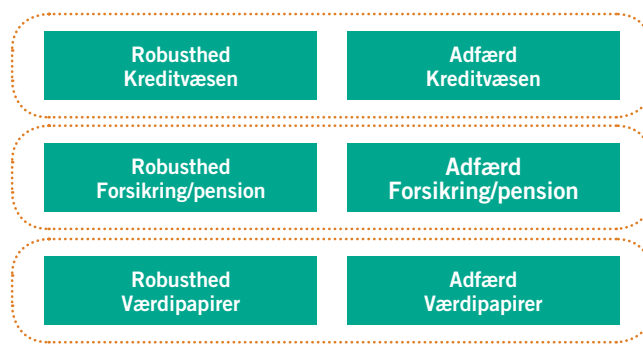 Robusthed
Kreditvæsen
Adfærd
Kreditvæsen
Robusthed
Forsikring/pension
Adfærd
Forsikring/pension
Robusthed
Værdipapirer
Adfærd
Værdipapirer